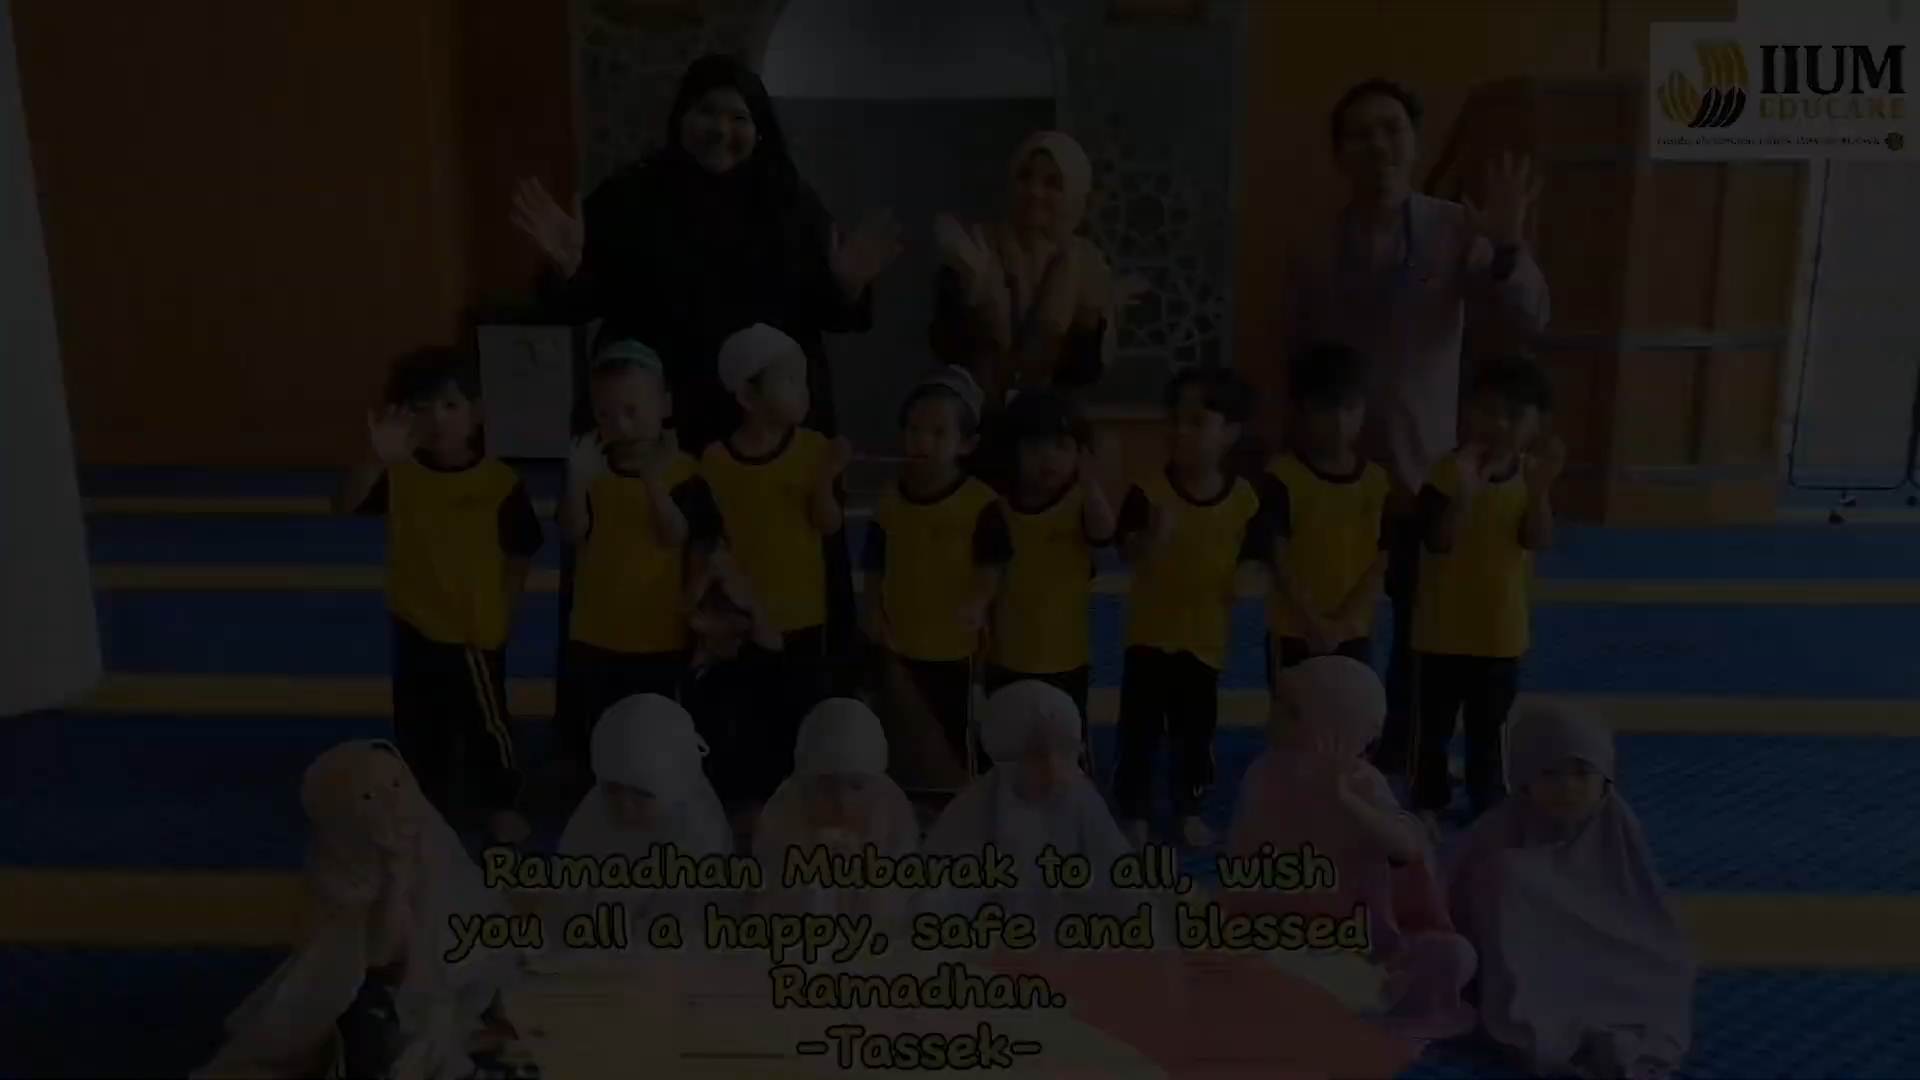 IIUM
EDUCARE
Ramadhan Mubarak to all, wish
you all a happy, safe and blessed
Ramadhan.
-Tassek-